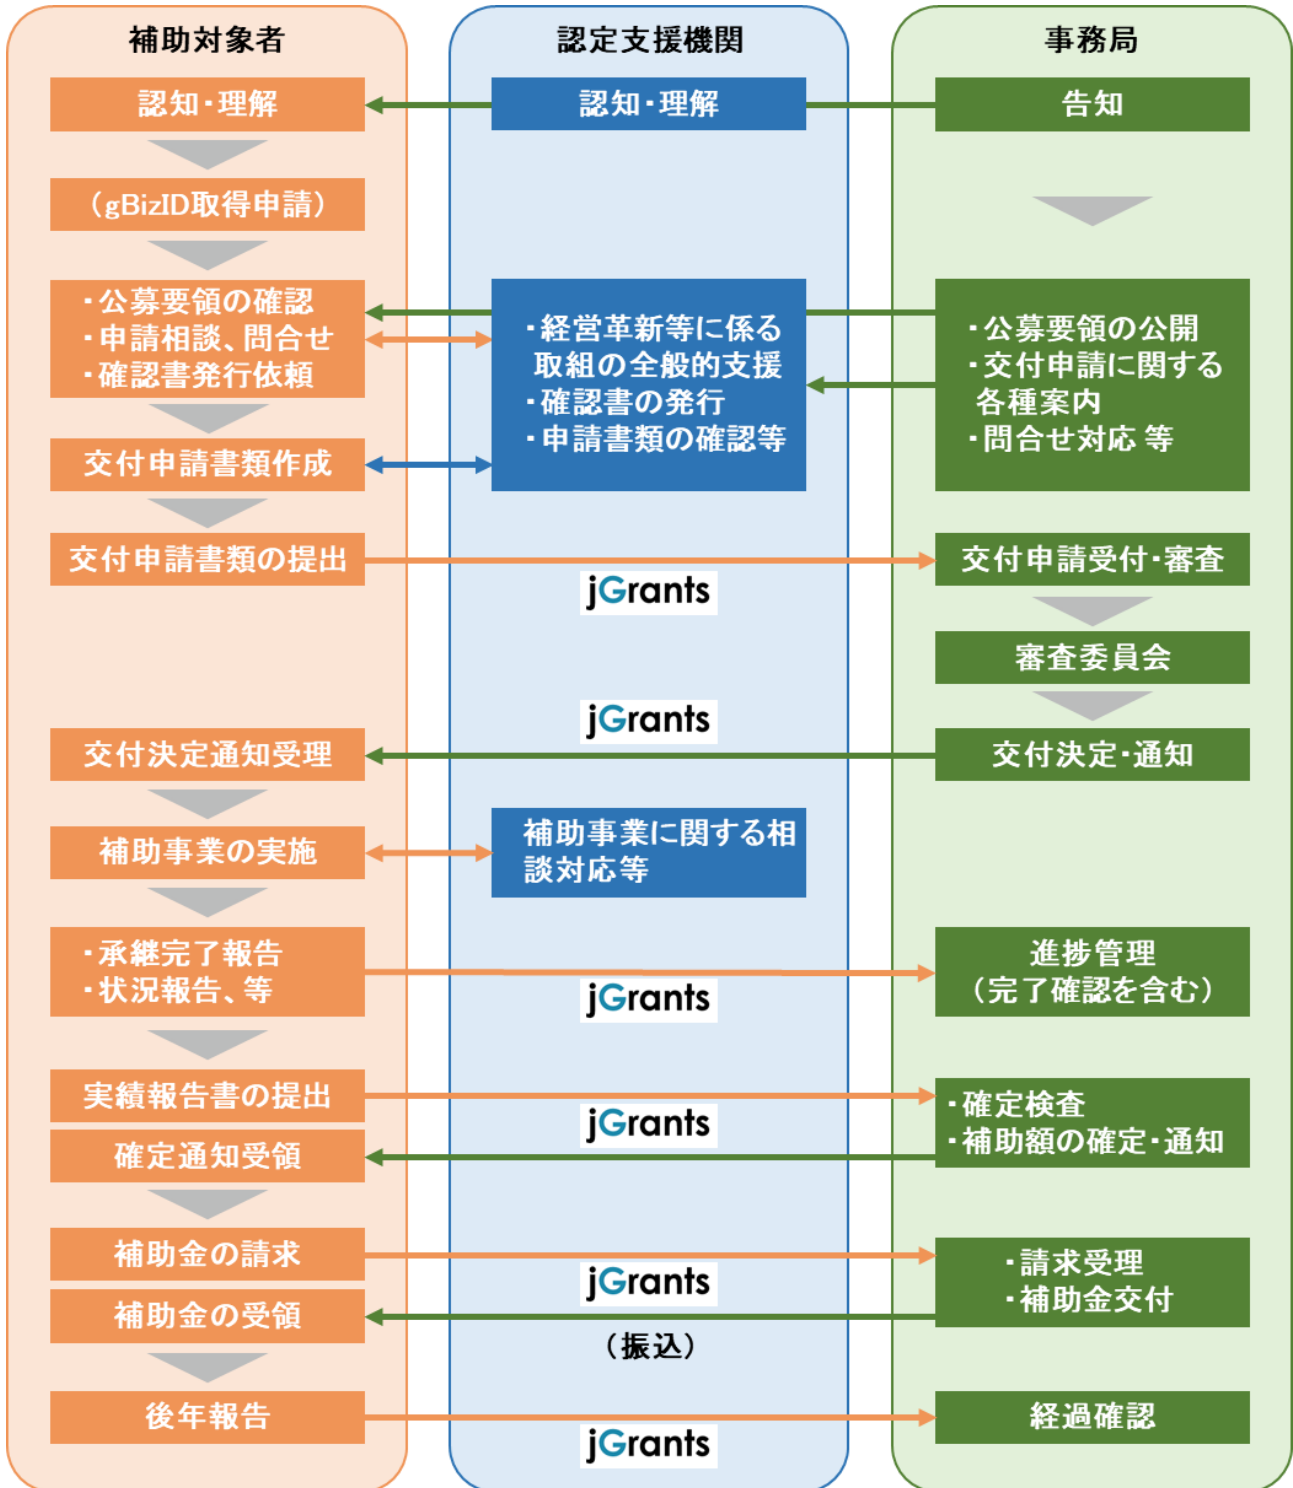 補助対象者
認定支援機関
事務局
認知・理解
認知・理解
告知
（gBizID取得申請）
・公募要領の確認
・申請相談、問合せ
・確認書発行依頼
・経営革新等に係る
取組の全般的支援
・確認書の発行
・申請書類の確認等
・公募要領の公開
・交付申請に関する
各種案内
・問合せ対応 等
交付申請書類作成
交付申請書類の提出
jGrants
交付申請受付・審査
審査委員会
jGrants
交付決定通知受理
交付決定・通知
補助事業の実施
補助事業に関する相
談対応等
・承継完了報告
・状況報告、等
jGrants
進捗管理
（完了確認を含む）
実績報告書の提出
jGrants
・確定検査
・補助額の確定・通知
確定通知受領
補助金の請求
jGrants
・請求受理
・補助金交付
補助金の受領
（振込）
後年報告
jGrants
経過確認